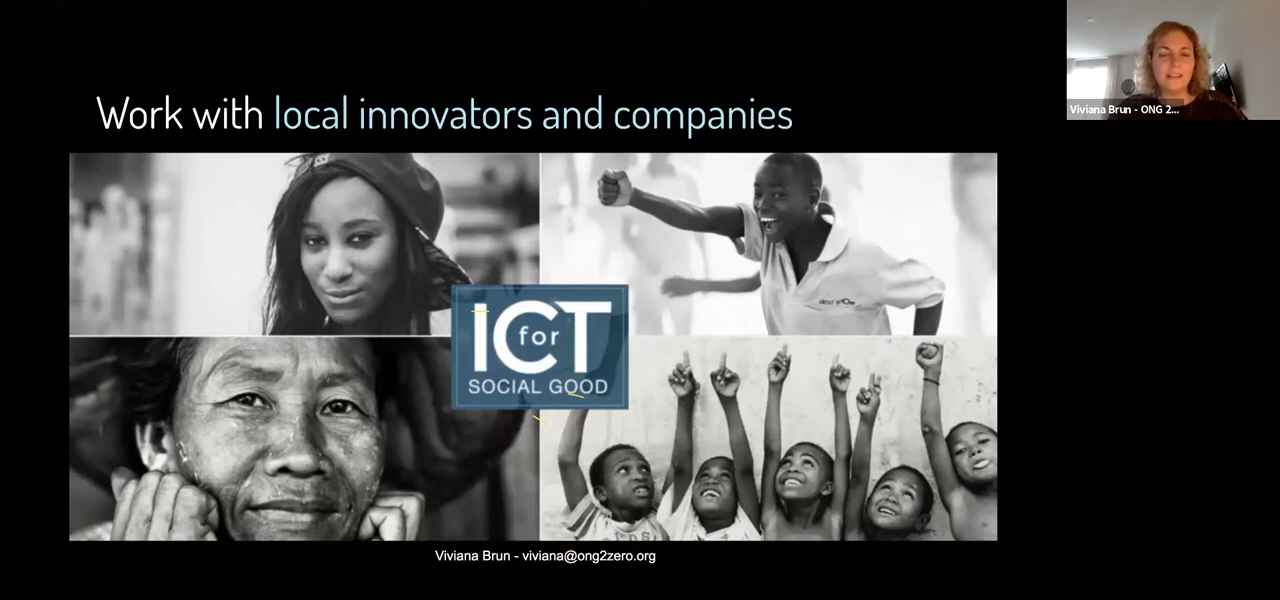 Work with local innovators and companies
Viviana Brun - ONG 2...
ICT
for
SOCIAL GOOD
Viviana Brun - viviana@ong2zero.org